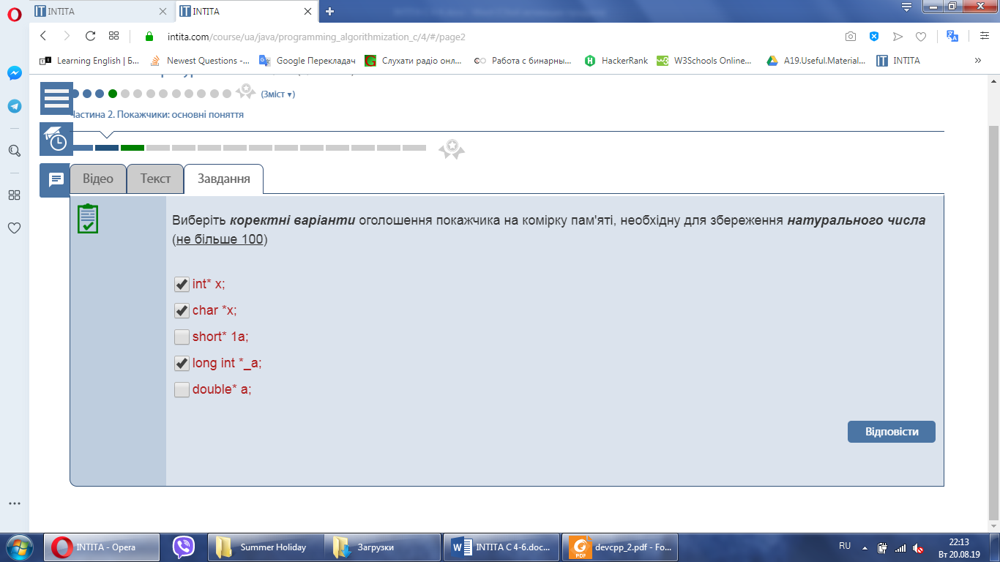 INTITA
INTITA
intita.com/course/ua/java/programming_algorithmization_c/4/#/page2
Learning English | Б...
Newest Questions -...
Google Перекладач
Слухати радіо онл...
Работа с бинарны...
HackerRank
W3Schools Online...
A19.Useful.Material...
INTITA
(Зміст ▾)
Частина 2. Покажчики: основні поняття
Відео
Текст
Завдання
Виберіть коректні варіанти оголошення покажчика на комірку пам'яті, необхідну для збереження натурального числа
(не більше 100)
int* x;
char *x;
short* 1a;
long int *_a;
double* a;
Відповісти
INTITA - Opera
Summer Holiday
Загрузки
INTITA C 4-6.doc...
devcpp_2.pdf - Fo...
RU
22:13
Вт 20.08.19